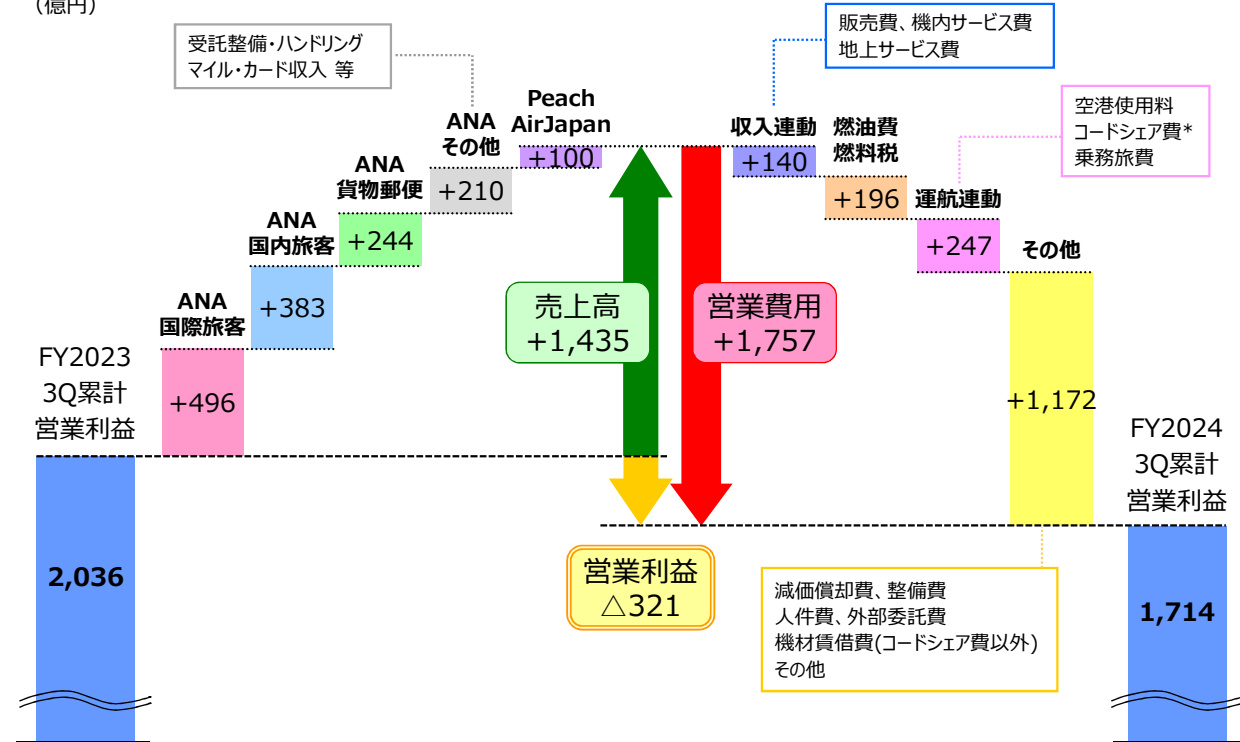 （億円）
受託整備・ハンドリング
マイル・カード収入 等
販売費、機内サービス費
地上サービス費
空港使用料
コードシェア費*
乗務旅費
Peach
AirJapan
+100
ANA
その他
+210
ANA
貨物郵便
+244
ANA
国内旅客
+383
ANA
国際旅客
+496
FY2023
3Q累計
営業利益
2,036
売上高
+1,435
営業費用
+1,757
営業利益
△321
収入連動
+140
燃油費
燃料税
+196
運航連動
+247
その他
+1,172
減価償却費、整備費
人件費、外部委託費
機材賃借費(コードシェア費以外)
その他
FY2024
3Q累計
営業利益
1,714